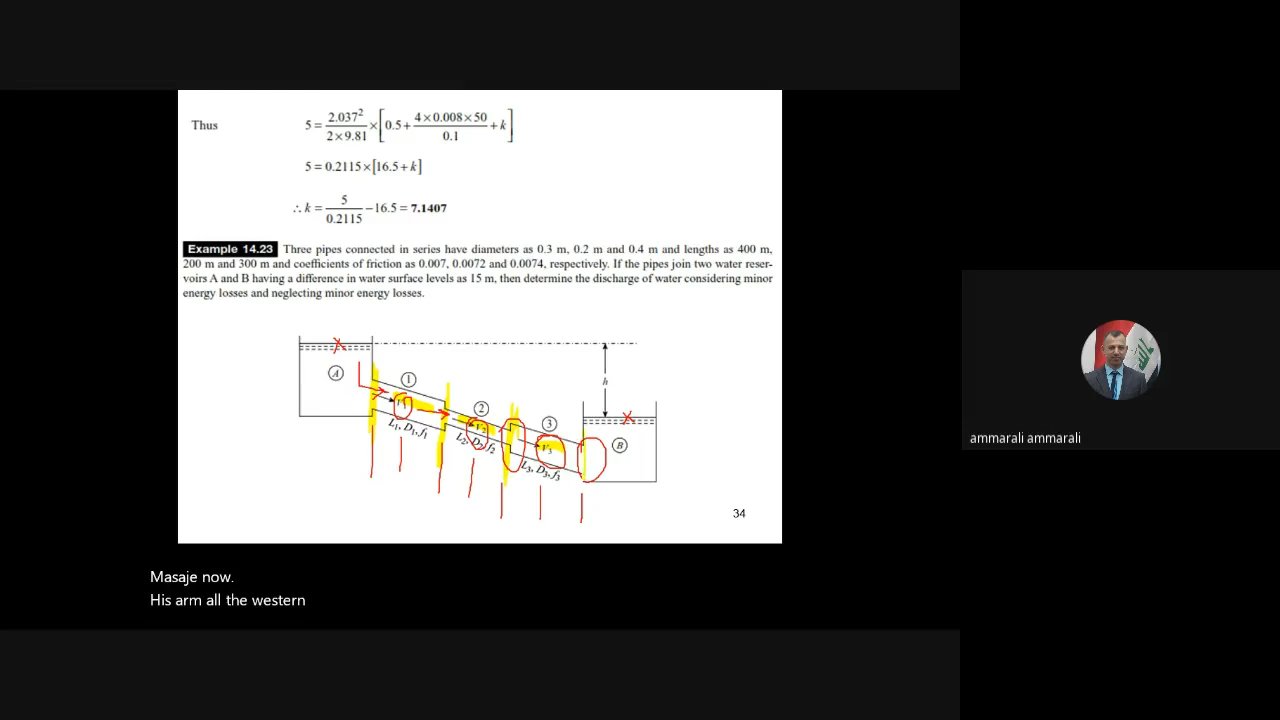 Thus 5 = 2.037² / 2 × 9.81 × [0.5 + 4 × 0.008 × 50 / 0.1 + k]
5 = 0.2115 × [16.5 + k]
∴ k = 5 / 0.2115 − 16.5 = 7.1407
Example 14.23 Three pipes connected in series have diameters as 0.3 m, 0.2 m and 0.4 m and lengths as 400 m,
200 m and 300 m and coefficients of friction as 0.007, 0.0072 and 0.0074, respectively. If the pipes join two water reser-
voirs A and B having a difference in water surface levels as 15 m, then determine the discharge of water considering minor
energy losses and neglecting minor energy losses.
A
1
h
2
V₂
3
L₁, D₁, f₁
B
L₂, D₂, f₂
V₃
L₃, D₃, f₃
ammarali ammarali
34
Masaje now.
His arm all the western